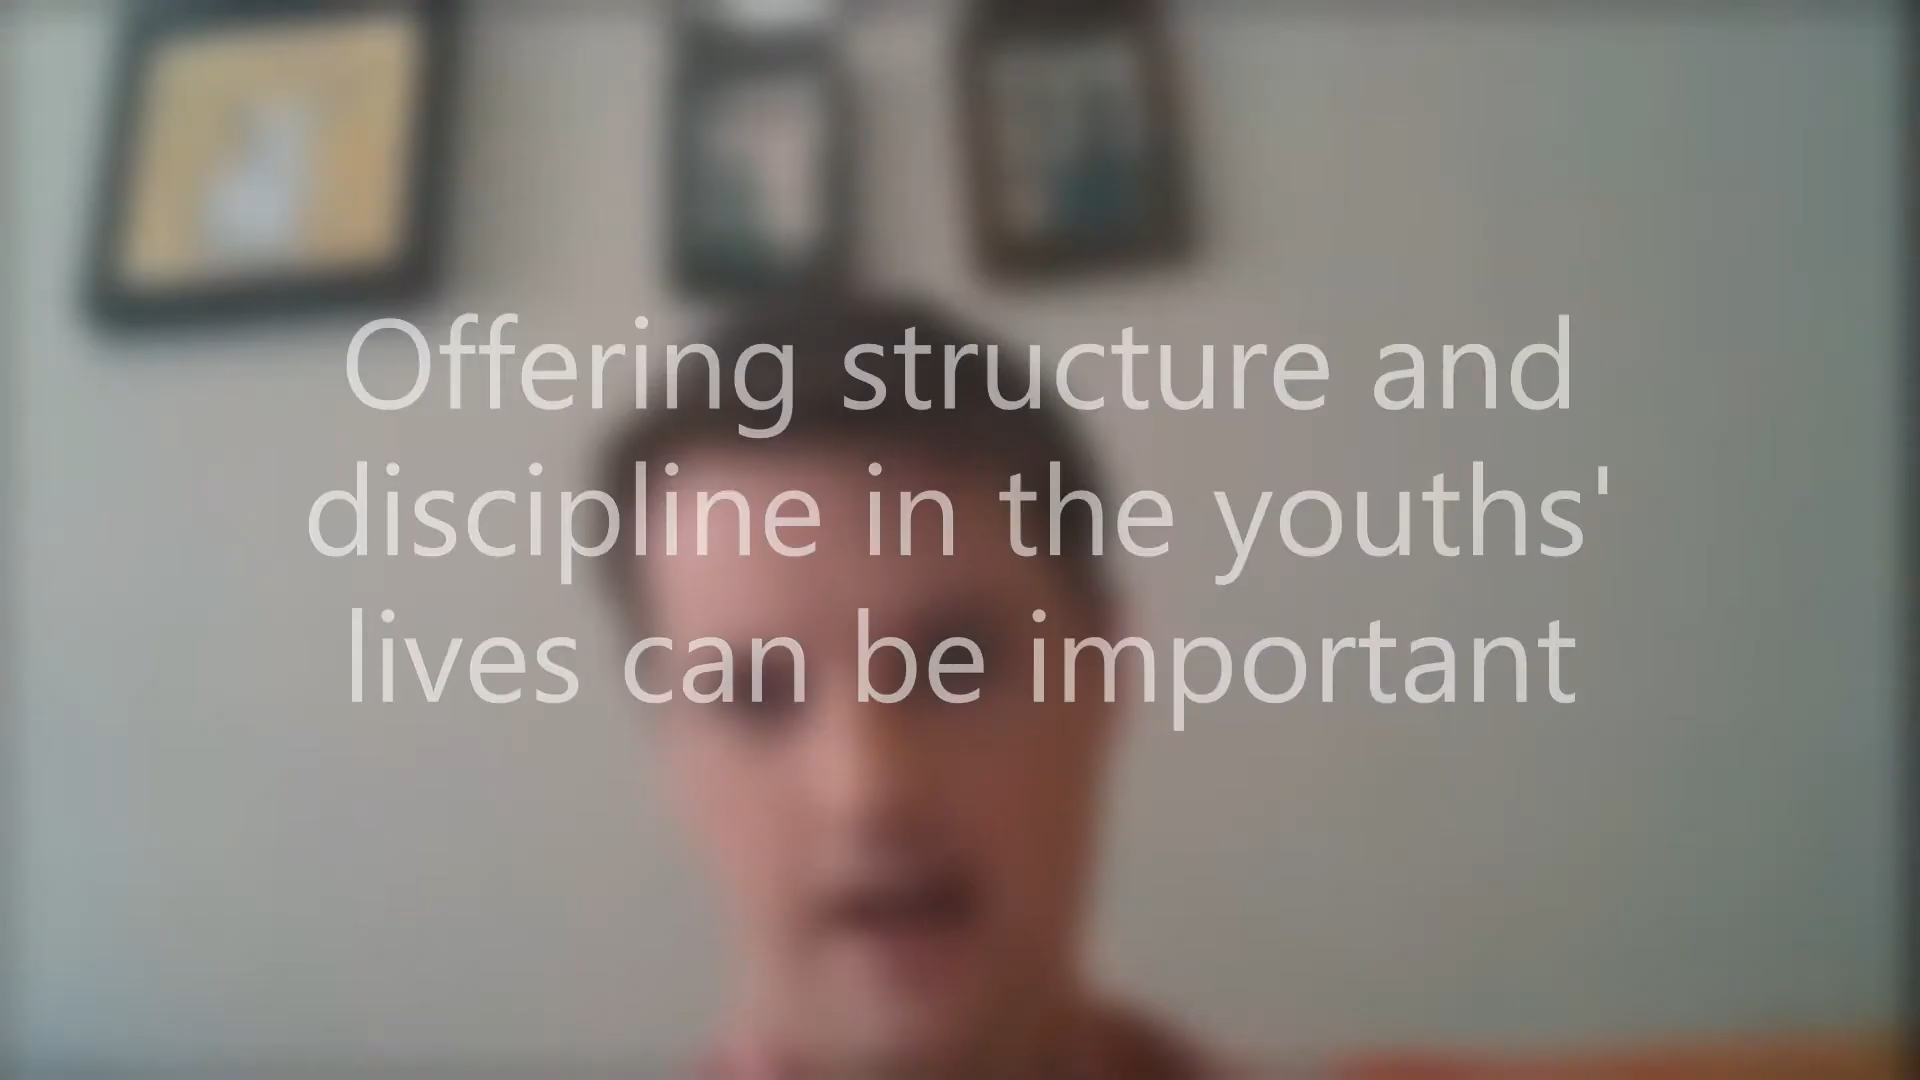 Offering structure and
discipline in the youths'
lives can be important